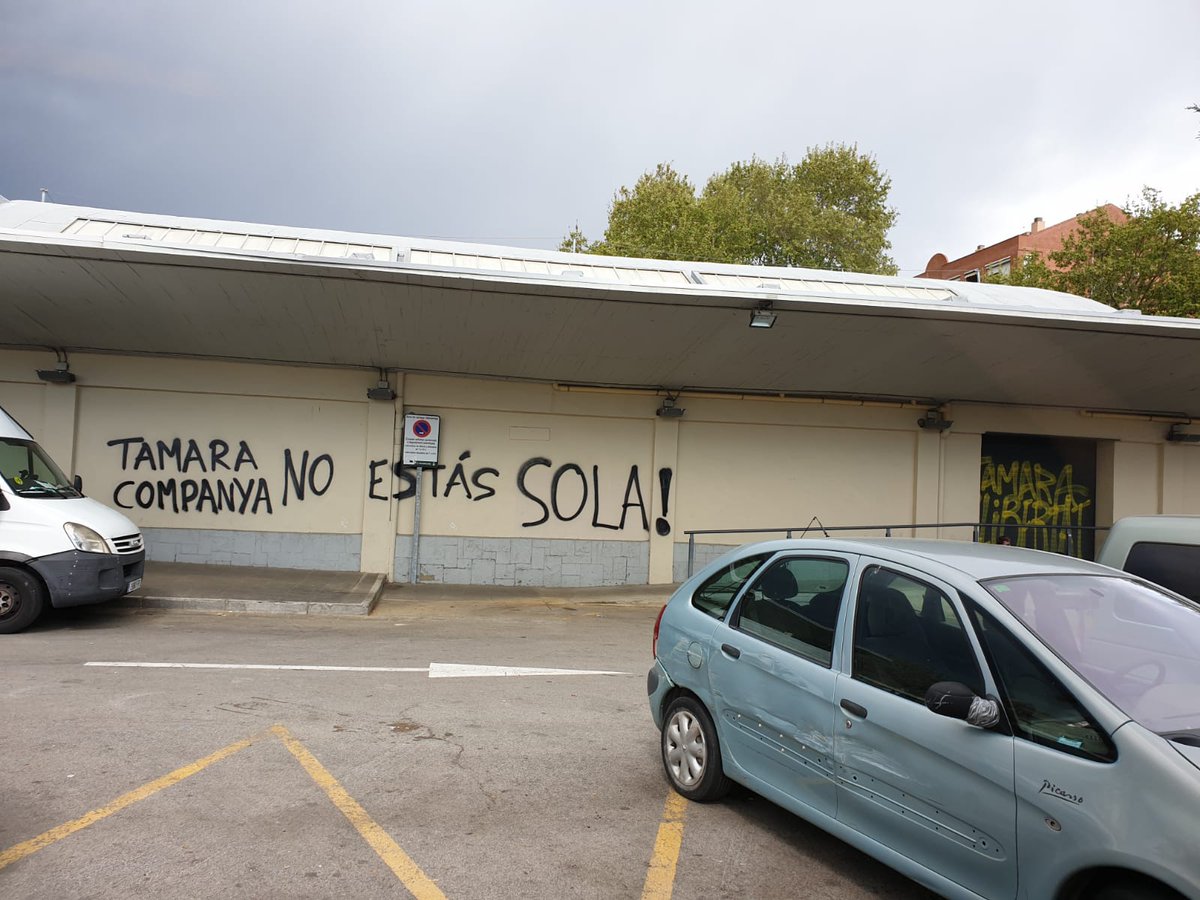 TAMARA
COMPANYA
NO ESTÁS SOLA!
TAMARA
LLIBERTAT
picasso